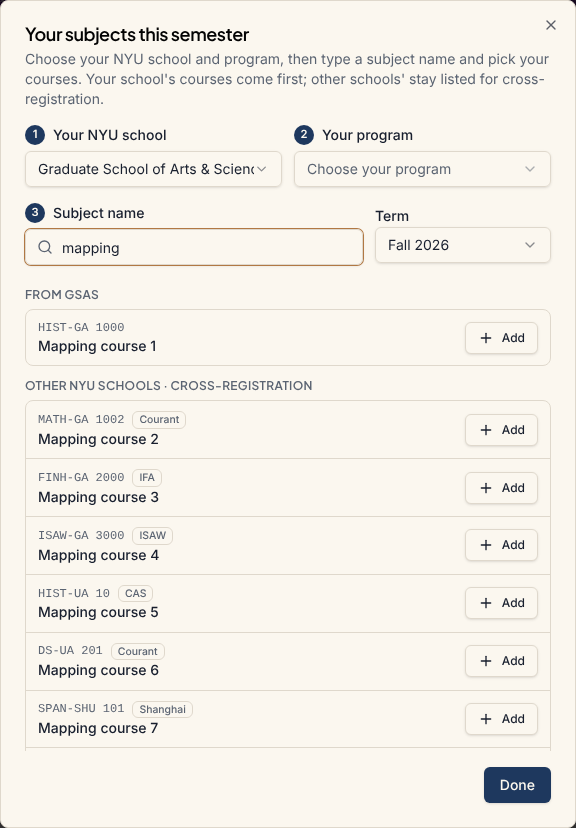 Your subjects this semester
Choose your NYU school and program, then type a subject name and pick your
courses. Your school's courses come first; other schools' stay listed for cross-
registration.
1 Your NYU school
2 Your program
Graduate School of Arts & Scienc
Choose your program
3 Subject name
Term
mapping
Fall 2026
FROM GSAS
HIST-GA 1000
Mapping course 1
+ Add
OTHER NYU SCHOOLS · CROSS-REGISTRATION
MATH-GA 1002 Courant
Mapping course 2
+ Add
FINH-GA 2000 IFA
Mapping course 3
+ Add
ISAW-GA 3000 ISAW
Mapping course 4
+ Add
HIST-UA 10 CAS
Mapping course 5
+ Add
DS-UA 201 Courant
Mapping course 6
+ Add
SPAN-SHU 101 Shanghai
Mapping course 7
+ Add
Done